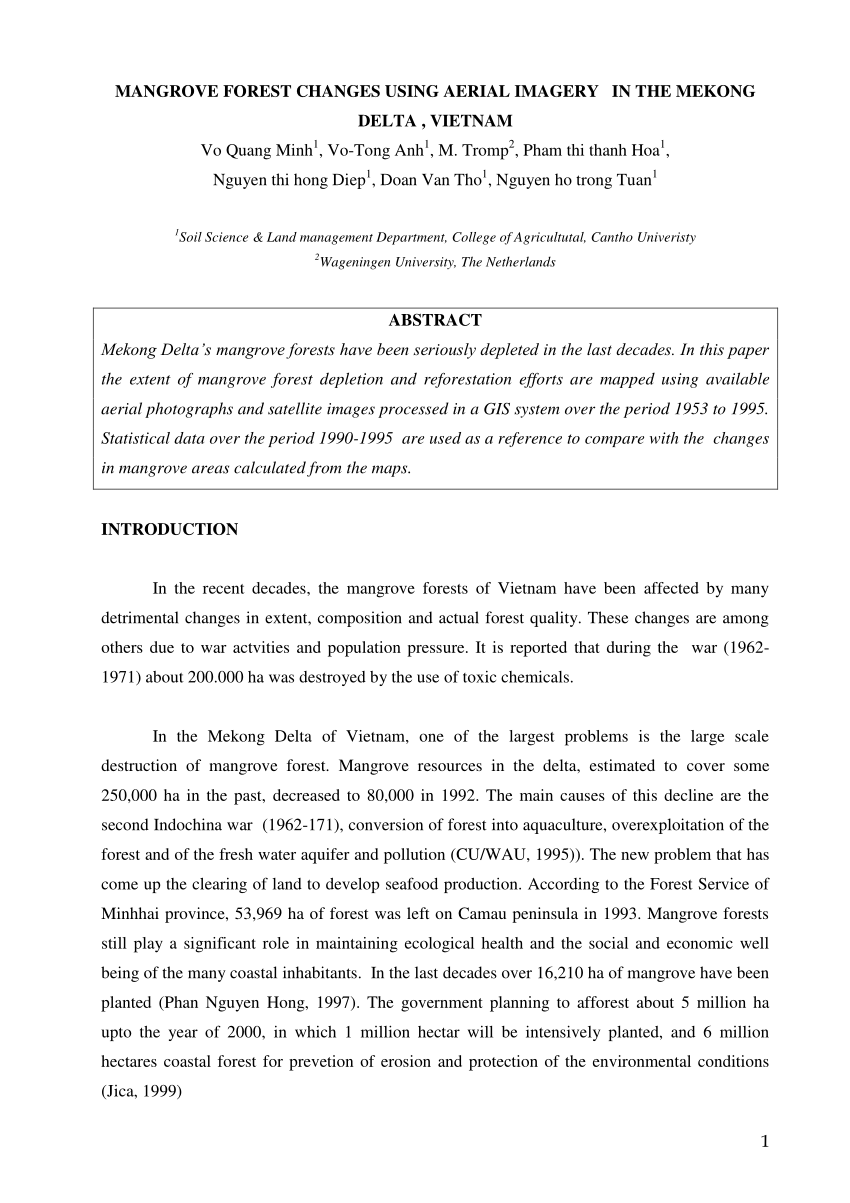 MANGROVE FOREST CHANGES USING AERIAL IMAGERY IN THE MEKONG
DELTA , VIETNAM
Vo Quang Minh1, Vo-Tong Anh1, M. Tromp2, Pham thi thanh Hoa1,
Nguyen thi hong Diep1, Doan Van Tho1, Nguyen ho trong Tuan1
1Soil Science & Land management Department, College of Agricultutal, Cantho Univeristy
2Wageningen University, The Netherlands
ABSTRACT
Mekong Delta's mangrove forests have been seriously depleted in the last decades. In this paper
the extent of mangrove forest depletion and reforestation efforts are mapped using available
aerial photographs and satellite images processed in a GIS system over the period 1953 to 1995.
Statistical data over the period 1990-1995 are used as a reference to compare with the changes
in mangrove areas calculated from the maps.
INTRODUCTION
In the recent decades, the mangrove forests of Vietnam have been affected by many
detrimental changes in extent, composition and actual forest quality. These changes are among
others due to war actvities and population pressure. It is reported that during the war (1962-
1971) about 200.000 ha was destroyed by the use of toxic chemicals.
In the Mekong Delta of Vietnam, one of the largest problems is the large scale
destruction of mangrove forest. Mangrove resources in the delta, estimated to cover some
250,000 ha in the past, decreased to 80,000 in 1992. The main causes of this decline are the
second Indochina war (1962-171), conversion of forest into aquaculture, overexploitation of the
forest and of the fresh water aquifer and pollution (CU/WAU, 1995)). The new problem that has
come up the clearing of land to develop seafood production. According to the Forest Service of
Minhhai province, 53,969 ha of forest was left on Camau peninsula in 1993. Mangrove forests
still play a significant role in maintaining ecological health and the social and economic well
being of the many coastal inhabitants. In the last decades over 16,210 ha of mangrove have been
planted (Phan Nguyen Hong, 1997). The government planning to afforest about 5 million ha
upto the year of 2000, in which 1 million hectar will be intensively planted, and 6 million
hectares coastal forest for prevetion of erosion and protection of the environmental conditions
(Jica, 1999)
1